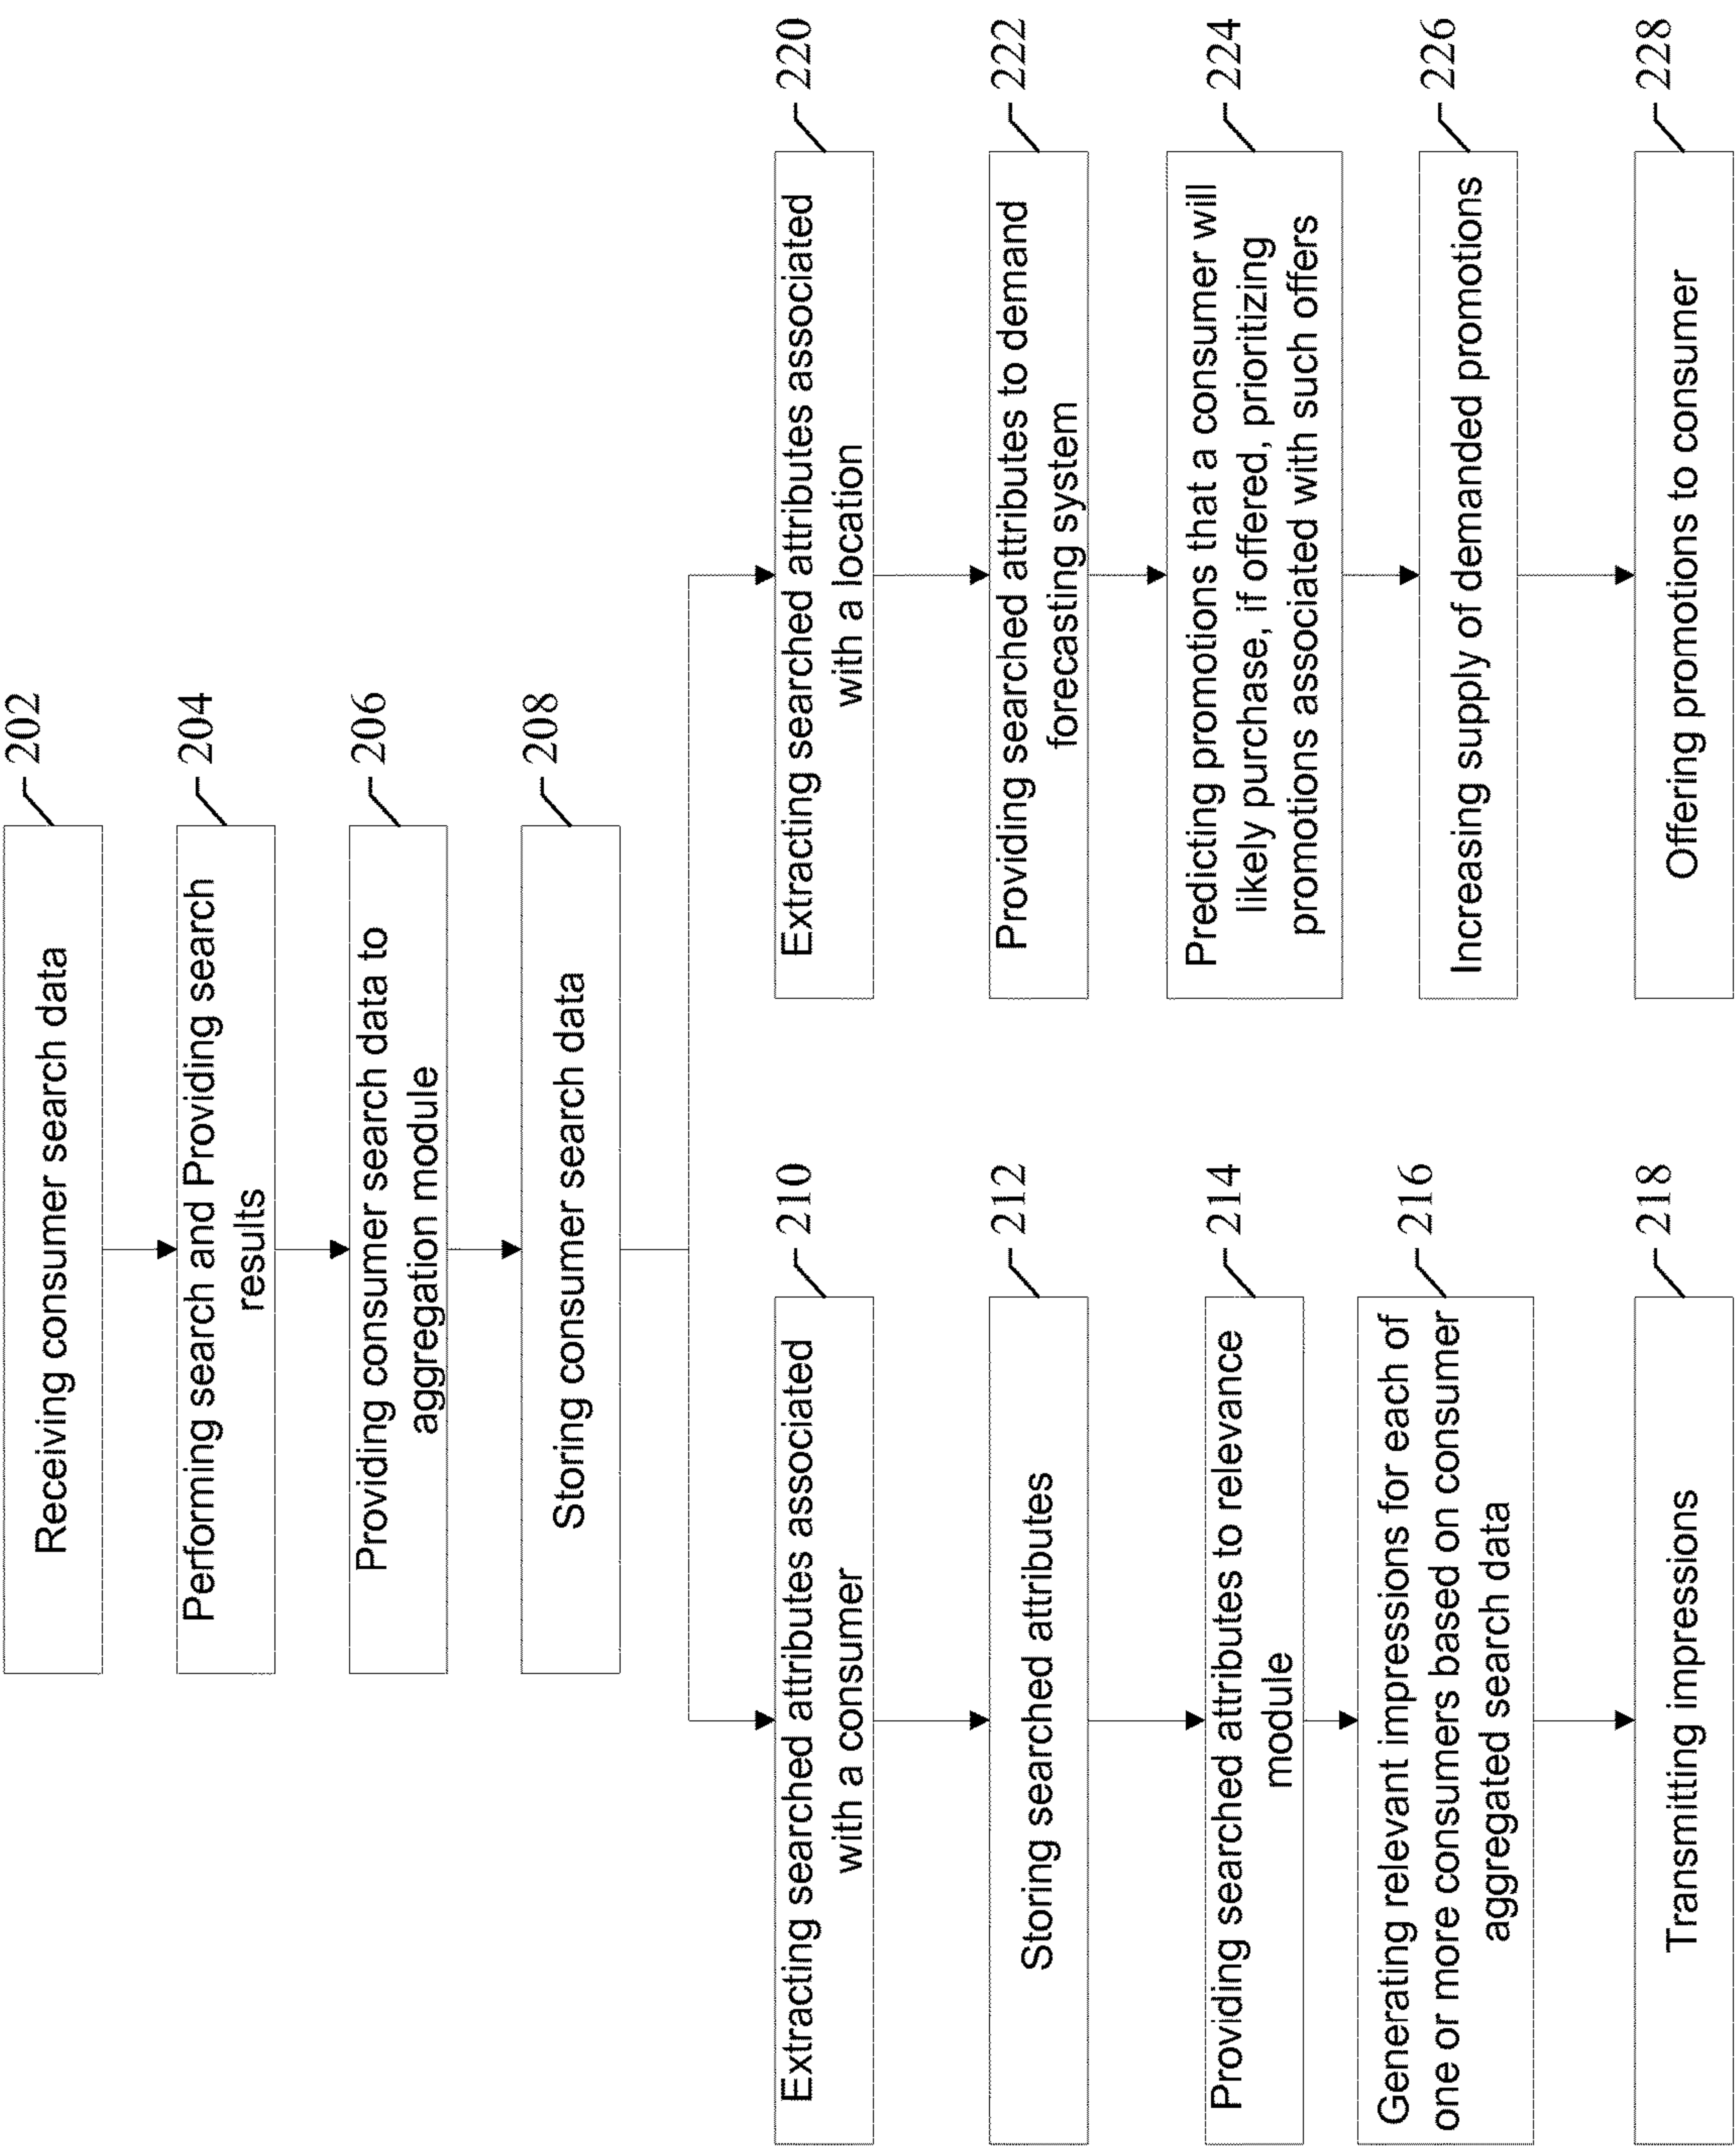 Receiving consumer search data
202
Performing search and Providing search
results
204
Providing consumer search data to
aggregation module
206
Storing consumer search data
208
Extracting searched attributes associated
with a consumer
210
Storing searched attributes
212
Providing searched attributes to relevance
module
214
Generating relevant impressions for each of
one or more consumers based on consumer
aggregated search data
216
Transmitting impressions
218
Extracting searched attributes associated
with a location
220
Providing searched attributes to demand
forecasting system
222
Predicting promotions that a consumer will
likely purchase, if offered, prioritizing
promotions associated with such offers
224
Increasing supply of demanded promotions
226
Offering promotions to consumer
228